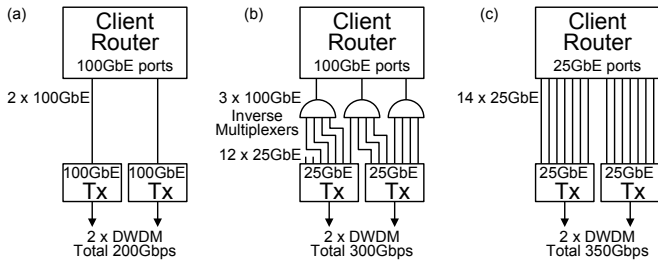 (a)
Client
Router
100GbE ports
2 x 100GbE
100GbE
Tx
100GbE
Tx
2 x DWDM
Total 200Gbps
(b)
Client
Router
100GbE ports
3 x 100GbE
Inverse
Multiplexers
12 x 25GbE
25GbE
Tx
25GbE
Tx
2 x DWDM
Total 300Gbps
(c)
Client
Router
25GbE ports
14 x 25GbE
25GbE
Tx
25GbE
Tx
2 x DWDM
Total 350Gbps